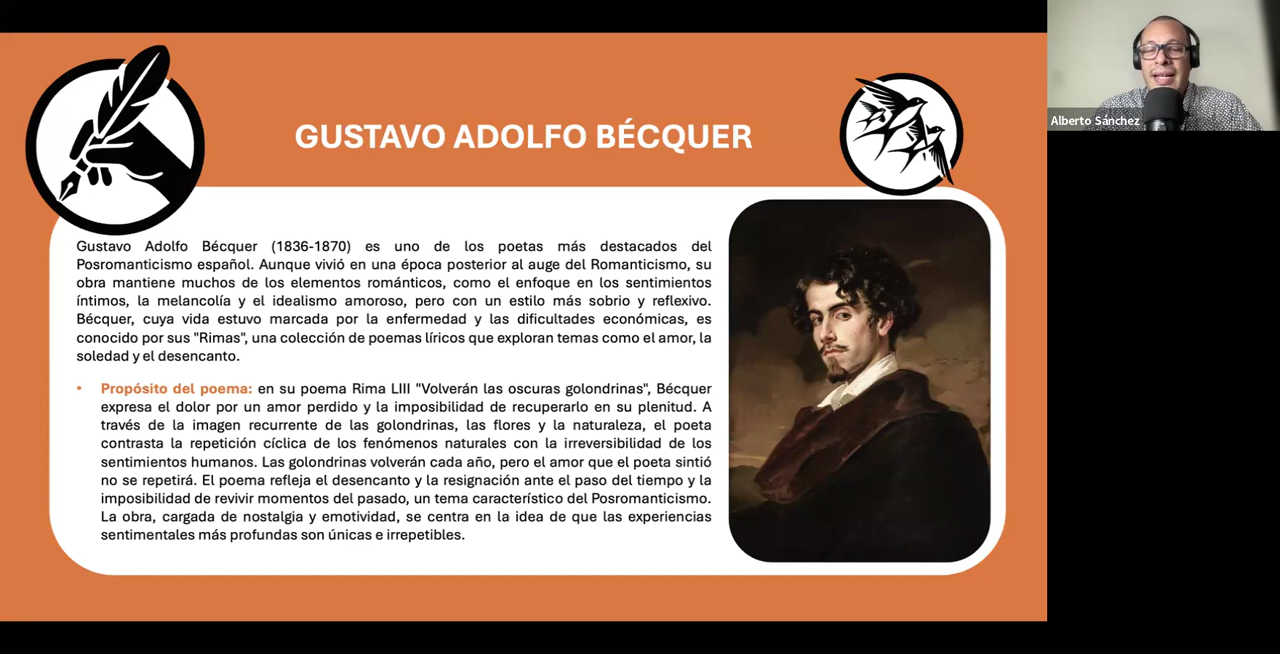 GUSTAVO ADOLFO BÉCQUER
Alberto Sánchez
Gustavo Adolfo Bécquer (1836-1870) es uno de los poetas más destacados del
Posromanticismo español. Aunque vivió en una época posterior al auge del Romanticismo, su
obra mantiene muchos de los elementos románticos, como el enfoque en los sentimientos
íntimos, la melancolía y el idealismo amoroso, pero con un estilo más sobrio y reflexivo.
Bécquer, cuya vida estuvo marcada por la enfermedad y las dificultades económicas, es
conocido por sus "Rimas", una colección de poemas líricos que exploran temas como el amor, la
soledad y el desencanto.
• Propósito del poema: en su poema Rima LIII "Volverán las oscuras golondrinas", Bécquer
expresa el dolor por un amor perdido y la imposibilidad de recuperarlo en su plenitud. A
través de la imagen recurrente de las golondrinas, las flores y la naturaleza, el poeta
contrasta la repetición cíclica de los fenómenos naturales con la irreversibilidad de los
sentimientos humanos. Las golondrinas volverán cada año, pero el amor que el poeta sintió
no se repetirá. El poema refleja el desencanto y la resignación ante el paso del tiempo y la
imposibilidad de revivir momentos del pasado, un tema característico del Posromanticismo.
La obra, cargada de nostalgia y emotividad, se centra en la idea de que las experiencias
sentimentales más profundas son únicas e irrepetibles.